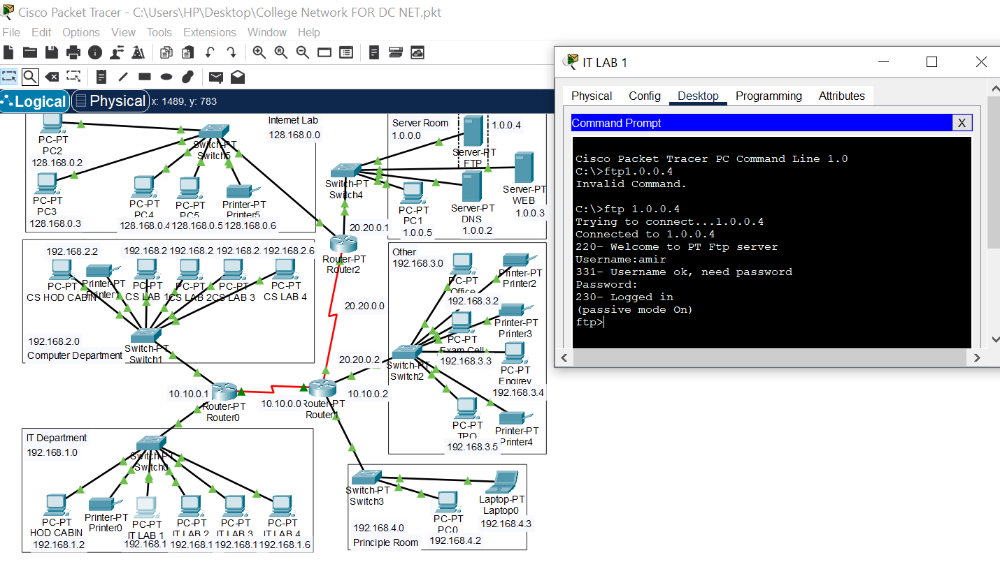 Cisco Packet Tracer - C:\Users\HP\Desktop\College Network FOR DC NET.pkt
File Edit Options View Tools Extensions Window Help
Logical Physical x: 1489, y: 783
Internet Lab
128.168.0.0
PC-PT
PC2
128.168.0.2
Switch-PT
Switch5
PC-PT
PC3
128.168.0.3
PC-PT
PC4
128.168.0.4
PC-PT
PC5
128.168.0.5
Printer-PT
Printer5
128.168.0.6
Server Room
1.0.0.0
1.0.0.4
Server-PT
FTP
Switch-PT
Switch4
Server-PT
WEB
1.0.0.3
PC-PT
PC1
1.0.0.5
Server-PT
DNS
1.0.0.2
20.20.0.1
Router-PT
Router2
20.20.0.0
20.20.0.2
192.168.2.2
192.168.2
192.168.2
192.168.2.
192.168.2.6
PC-PT
CS HOD CABIN
Printer-PT
Printer1
PC-PT
CS LAB 1
PC-PT
CS LAB 2
PC-PT
CS LAB 3
PC-PT
CS LAB 4
192.168.2.0
Computer Department
Switch-PT
Switch1
Other
192.168.3.0
PC-PT
Office
192.168.3.2
Printer-PT
Printer2
Printer-PT
Printer3
PC-PT
Exam Cell
192.168.3.3
Switch-PT
Switch2
PC-PT
192.168.3.4
PC-PT
TPO
192.168.3.5
Printer-PT
Printer4
10.10.0.1
Router-PT
Router0
10.10.0.0
Router-PT
Router1
10.10.0.2
IT Department
192.168.1.0
Switch-PT
Switch0
PC-PT
HOD CABIN
192.168.1.2
Printer-PT
Printer0
PC-PT
IT LAB 1
192.168.1
PC-PT
IT LAB 2
192.168.1
PC-PT
IT LAB 3
192.168.1
PC-PT
IT LAB 4
192.168.1.6
Switch-PT
Switch3
192.168.4.0
Principle Room
PC-PT
PC0
192.168.4.2
Laptop-PT
Laptop0
192.168.4.3
IT LAB 1
Physical Config Desktop Programming Attributes
Command Prompt X
Cisco Packet Tracer PC Command Line 1.0
C:\>ftp1.0.0.4
Invalid Command.
C:\>ftp 1.0.0.4
Trying to connect...1.0.0.4
Connected to 1.0.0.4
220- Welcome to PT Ftp server
Username:amir
331- Username ok, need password
Password:
230- Logged in
(passive mode On)
ftp>